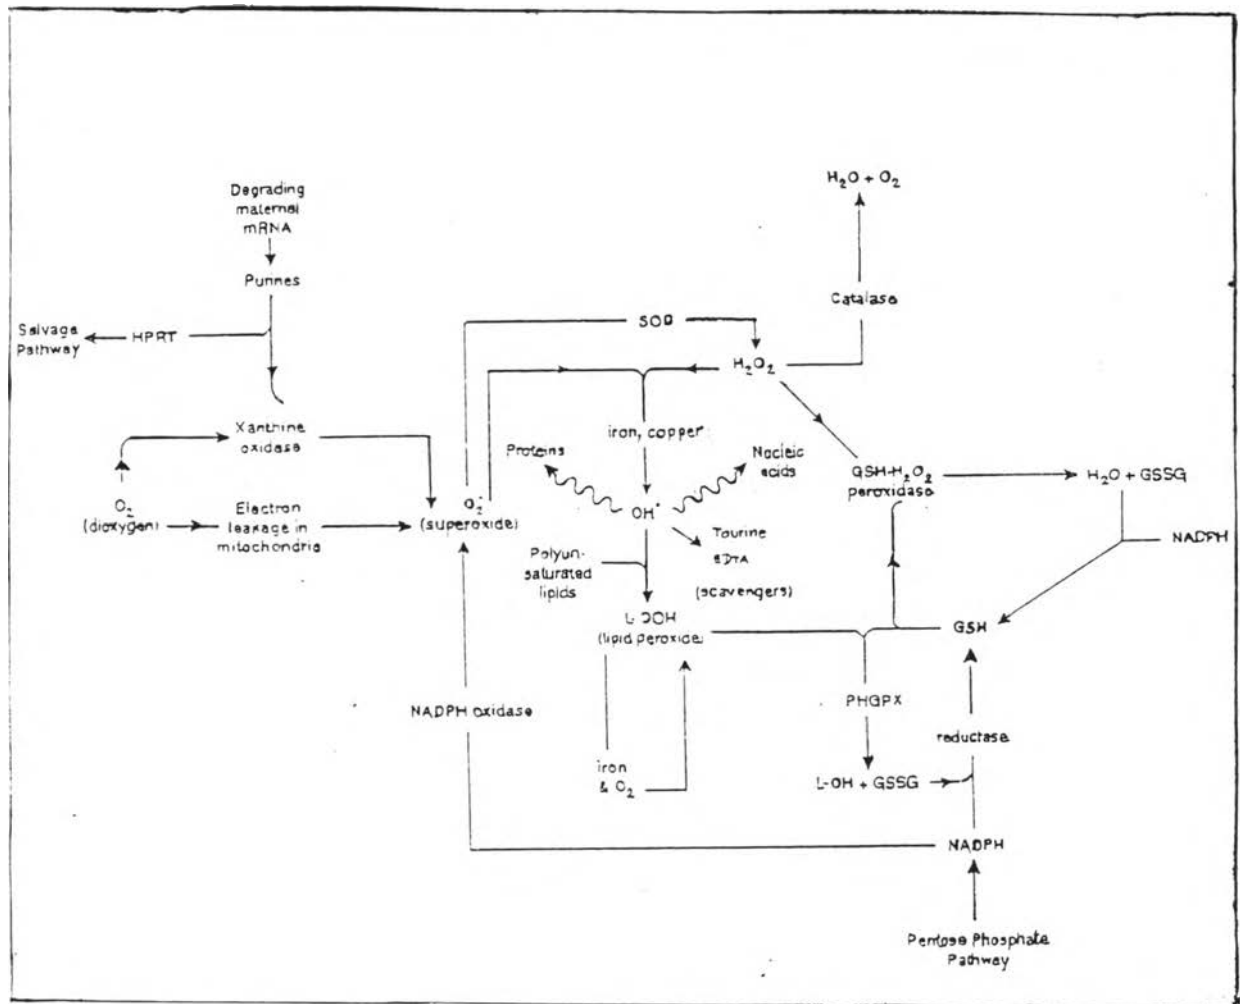 H₂O + O₂
Degrading
maternal
mRNA
Purines
Catalase
Salvage
Pathway
HPRT
SOD
H₂O₂
Xanthine
oxidase
iron, copper
Proteins
Nucleic
acids
GSH-H₂O₂
peroxidase
H₂O + GSSG
O₂
(dioxygen)
Electron
leakage in
mitochondria
O₂⁻
(superoxide)
OH•
Taurine
EDTA
(scavengers)
NADPH
Polyun-
saturated
lipids
L-OOH
(lipid peroxide)
GSH
NADPH oxidase
PHGPX
reductase
iron
& O₂
L-OH + GSSG
NADPH
Pentose Phosphate
Pathway